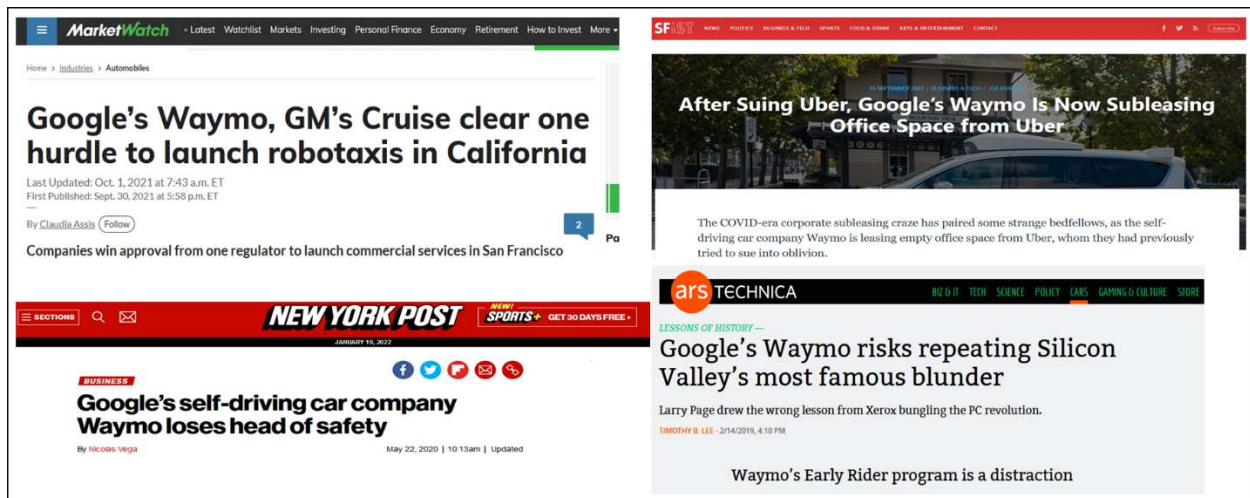 MarketWatch
Latest Watchlist Markets Investing Personal Finance Economy Retirement How to Invest More
Home > Industries > Automobiles
Google's Waymo, GM's Cruise clear one
hurdle to launch robotaxis in California
Last Updated: Oct. 1, 2021 at 7:43 a.m. ET
First Published: Sept. 30, 2021 at 5:58 p.m. ET
By Claudia Assis Follow
2
Pa
Companies win approval from one regulator to launch commercial services in San Francisco
SFIST NEWS POLITICS BUSINESS & TECH SPORTS FOOD & DRINK ARTS & ENTERTAINMENT CONTACT Subscribe
15 SEPTEMBER 2021 / BUSINESS & TECH / JOE
After Suing Uber, Google's Waymo Is Now Subleasing
Office Space from Uber
The COVID-era corporate subleasing craze has paired some strange bedfellows, as the self-
driving car company Waymo is leasing empty office space from Uber, whom they had previously
tried to sue into oblivion.
SECTIONS NEW YORK POST NEW! SPORTS+ GET 30 DAYS FREE
JANUARY 19, 2022
BUSINESS
Google's self-driving car company
Waymo loses head of safety
By Nicolas Vega May 22, 2020 | 10:13am | Updated
ars TECHNICA BIZ & IT TECH SCIENCE POLICY CARS GAMING & CULTURE STORE
LESSONS OF HISTORY —
Google's Waymo risks repeating Silicon
Valley's most famous blunder
Larry Page drew the wrong lesson from Xerox bungling the PC revolution.
TIMOTHY B. LEE - 2/14/2019, 4:10 PM
Waymo's Early Rider program is a distraction